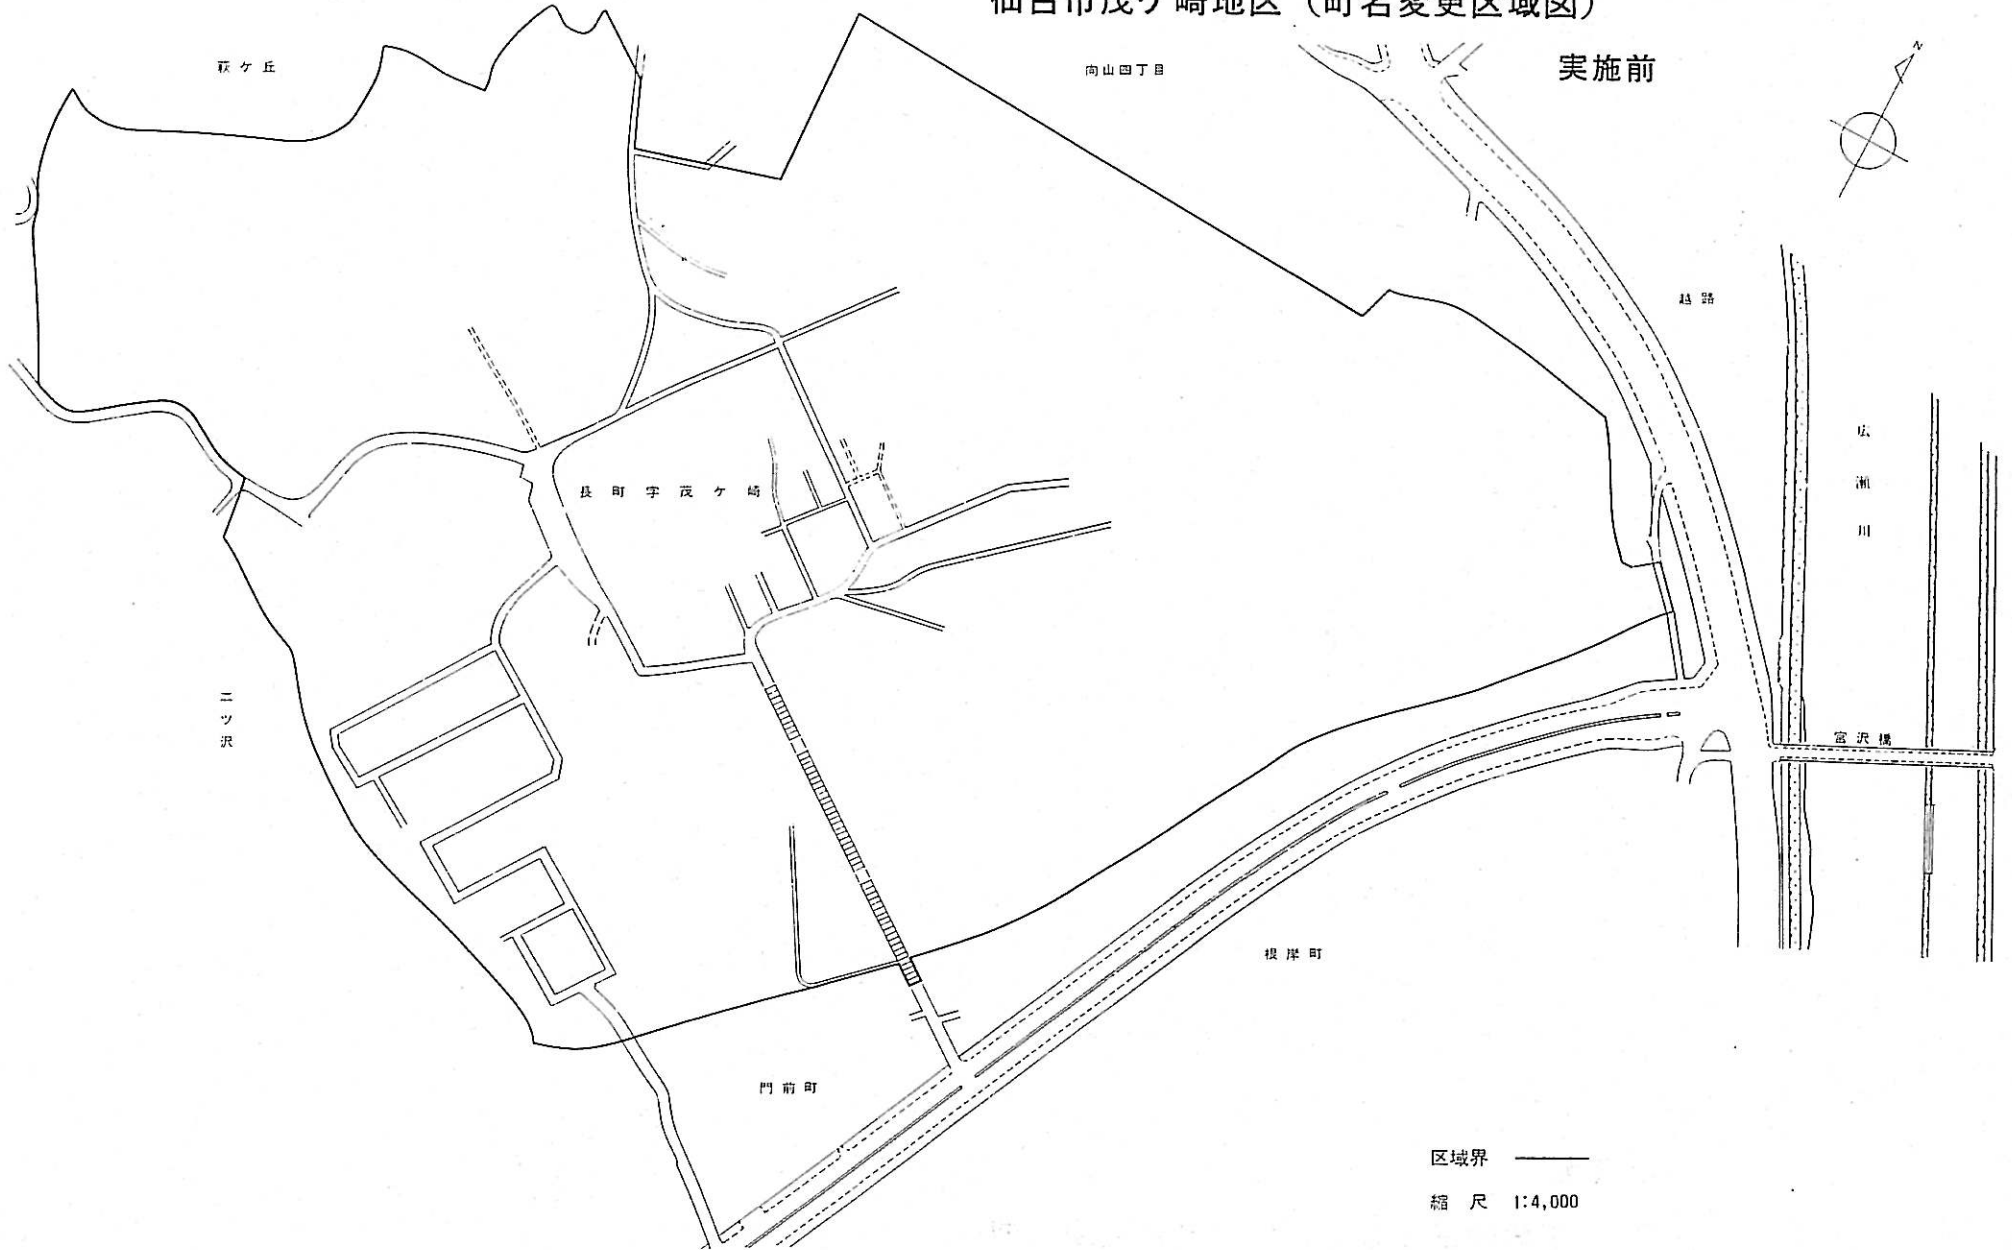 仙台市茂ケ崎地区（町名変更区域図）
実施前
萩ケ丘
向山四丁目
N
越路
広瀬川
長町字茂ケ崎
二ツ沢
宮沢橋
根岸町
門前町
区域界
縮尺 1:4,000